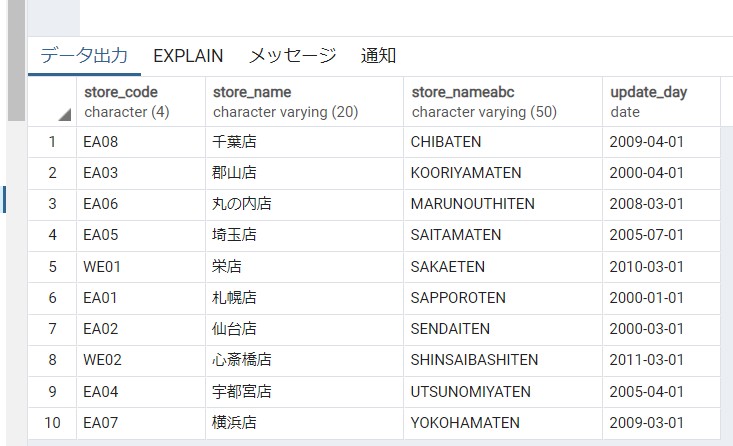 データ出力 EXPLAIN メッセージ 通知
store_code store_name store_nameabc update_day
character (4) character varying (20) character varying (50) date
1 EA08 千葉店 CHIBATEN 2009-04-01
2 EA03 郡山店 KOORIYAMATEN 2000-04-01
3 EA06 丸の内店 MARUNOUTHITEN 2008-03-01
4 EA05 埼玉店 SAITAMATEN 2005-07-01
5 WE01 栄店 SAKAETEN 2010-03-01
6 EA01 札幌店 SAPPOROTEN 2000-01-01
7 EA02 仙台店 SENDAITEN 2000-03-01
8 WE02 心斎橋店 SHINSAIBASHITEN 2011-03-01
9 EA04 宇都宮店 UTSUNOMIYATEN 2005-04-01
10 EA07 横浜店 YOKOHAMATEN 2009-03-01